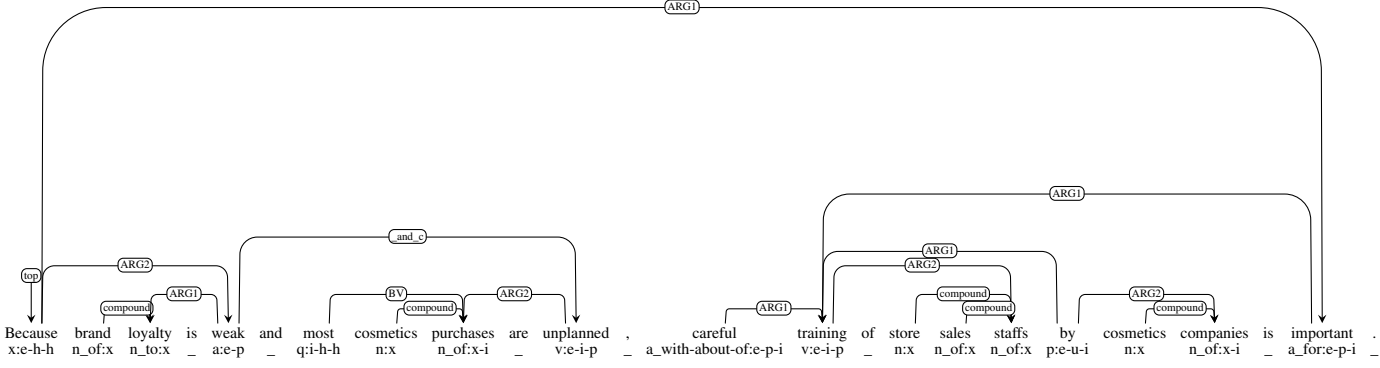 ARG1
ARG1
_and_c
ARG1
top
ARG2
ARG2
compound
ARG1
BV
compound
ARG2
ARG1
compound
compound
ARG2
compound
Because brand loyalty is weak and most cosmetics purchases are unplanned , careful training of store sales staffs by cosmetics companies is important .
x:e-h-h n_of:x n_to:x _ a:e-p _ q:i-h-h n:x n_of:x-i _ v:e-i-p _ a_with-about-of:e-p-i v:e-i-p _ n:x n_of:x n_of:x p:e-u-i n:x n_of:x-i _ a_for:e-p-i _